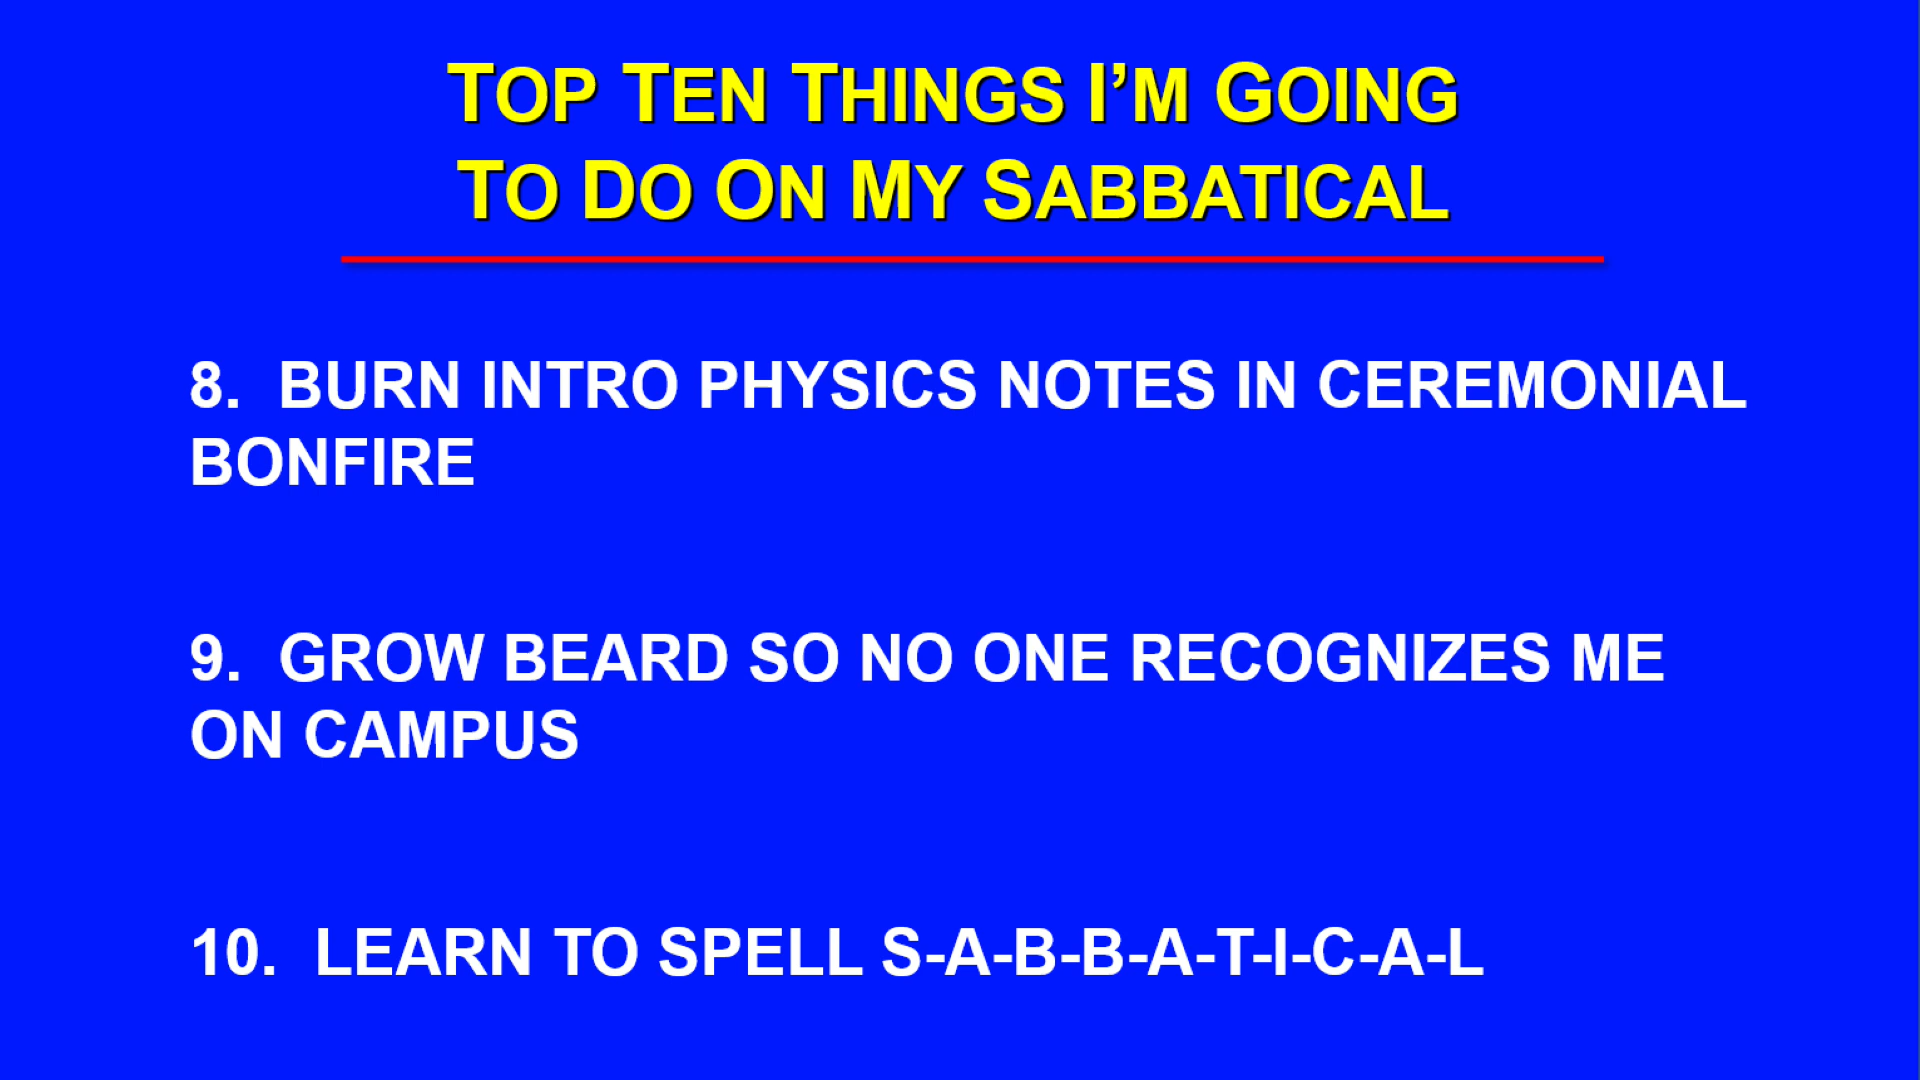 TOP TEN THINGS I’M GOING
TO DO ON MY SABBATICAL
8. BURN INTRO PHYSICS NOTES IN CEREMONIAL
BONFIRE
9. GROW BEARD SO NO ONE RECOGNIZES ME
ON CAMPUS
10. LEARN TO SPELL S-A-B-B-A-T-I-C-A-L